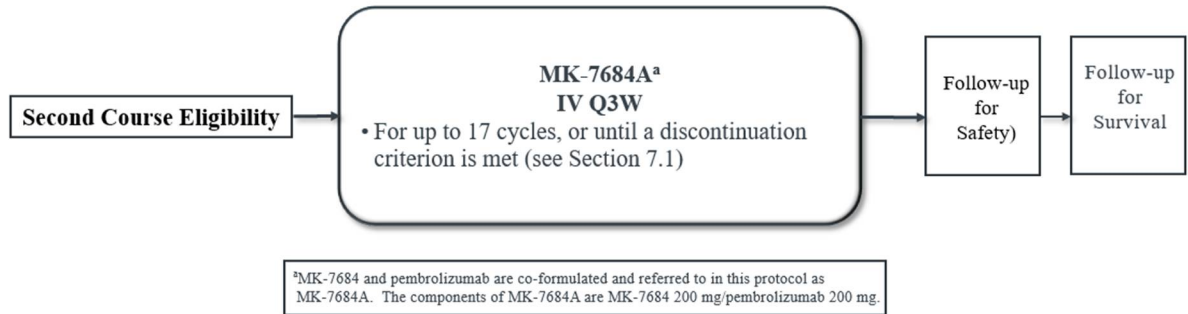 Second Course Eligibility
MK-7684Aᵃ
IV Q3W
• For up to 17 cycles, or until a discontinuation
criterion is met (see Section 7.1)
Follow-up
for
Safety)
Follow-up
for
Survival
ᵃMK-7684 and pembrolizumab are co-formulated and referred to in this protocol as
MK-7684A. The components of MK-7684A are MK-7684 200 mg/pembrolizumab 200 mg.